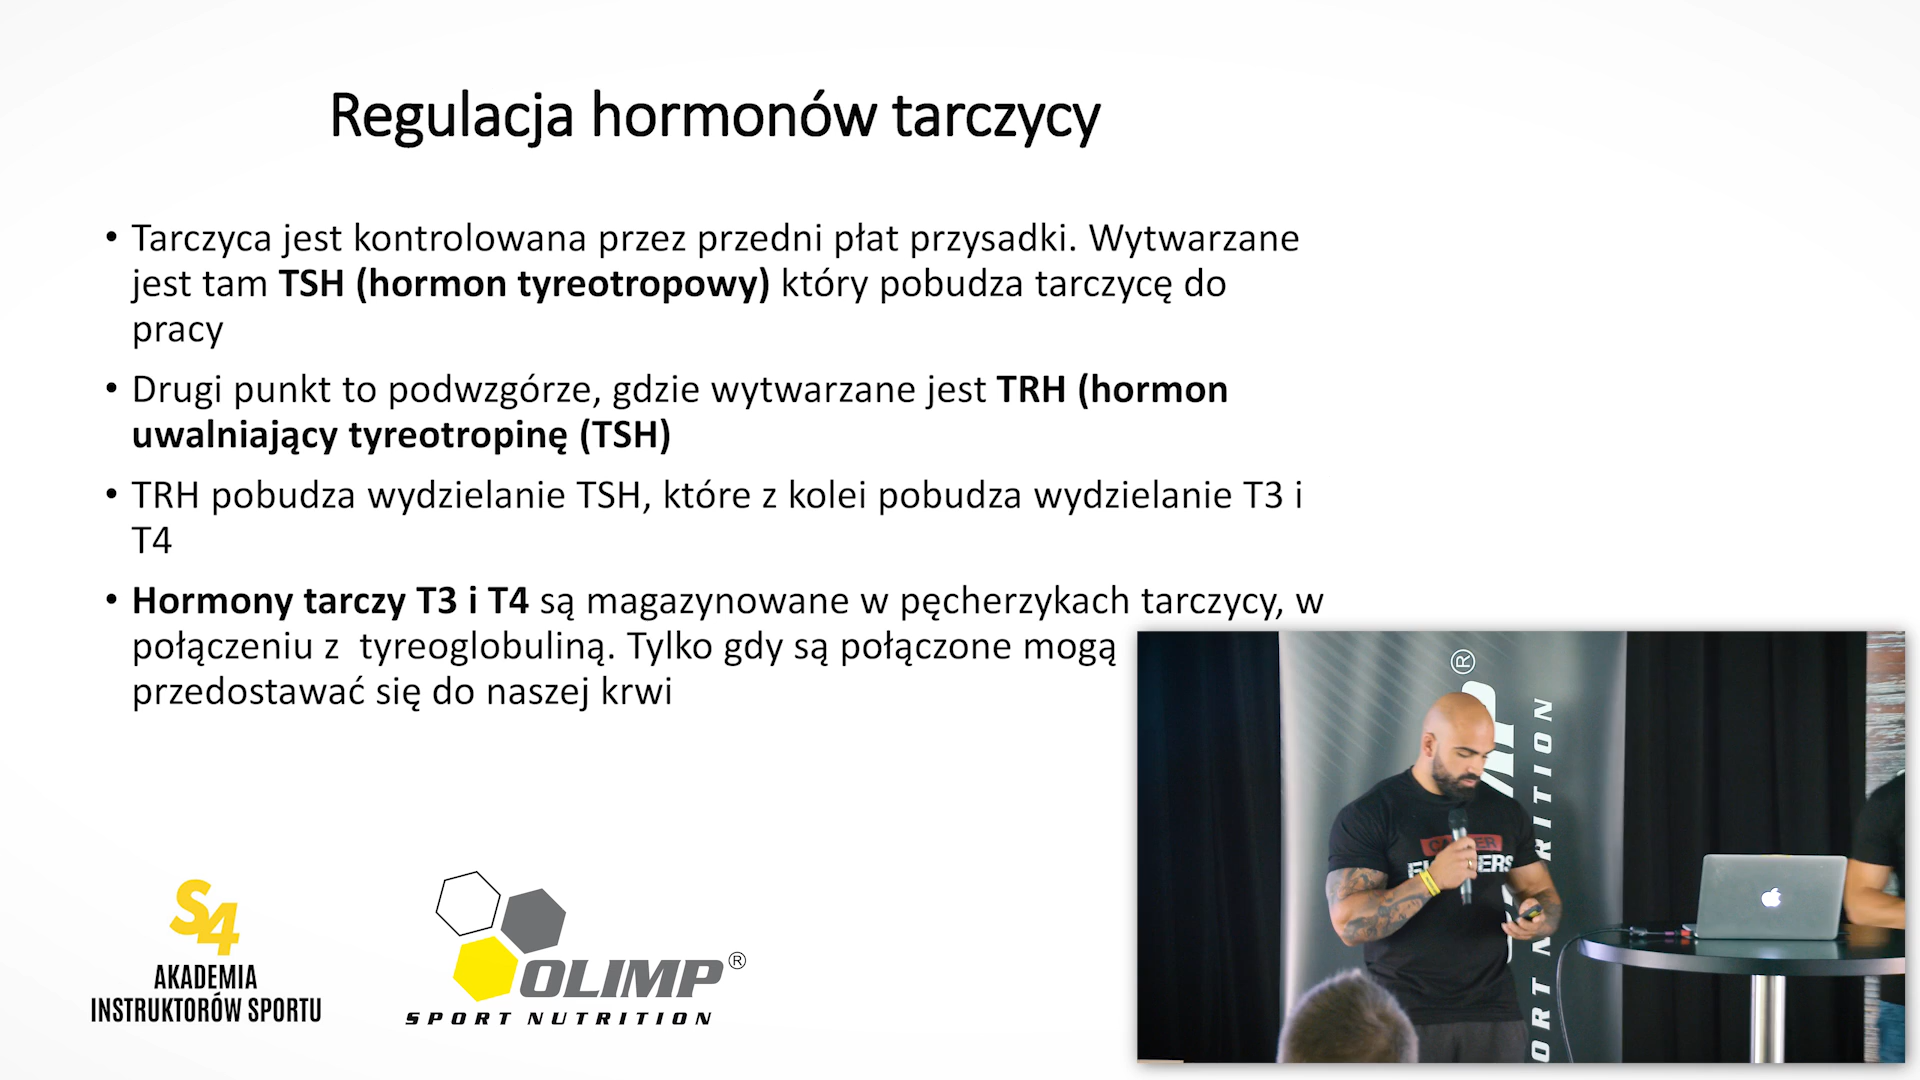 Regulacja hormonów tarczycy
• Tarczyca jest kontrolowana przez przedni płat przysadki. Wytwarzane
jest tam TSH (hormon tyreotropowy) który pobudza tarczycę do
pracy
• Drugi punkt to podwzgórze, gdzie wytwarzane jest TRH (hormon
uwalniający tyreotropinę (TSH)
• TRH pobudza wydzielanie TSH, które z kolei pobudza wydzielanie T3 i
T4
• Hormony tarczy T3 i T4 są magazynowane w pęcherzykach tarczycy, w
połączeniu z  tyreoglobuliną. Tylko gdy są połączone mogą
przedostawać się do naszej krwi
S4
AKADEMIA
INSTRUKTORÓW SPORTU
OLIMP®
SPORT NUTRITION